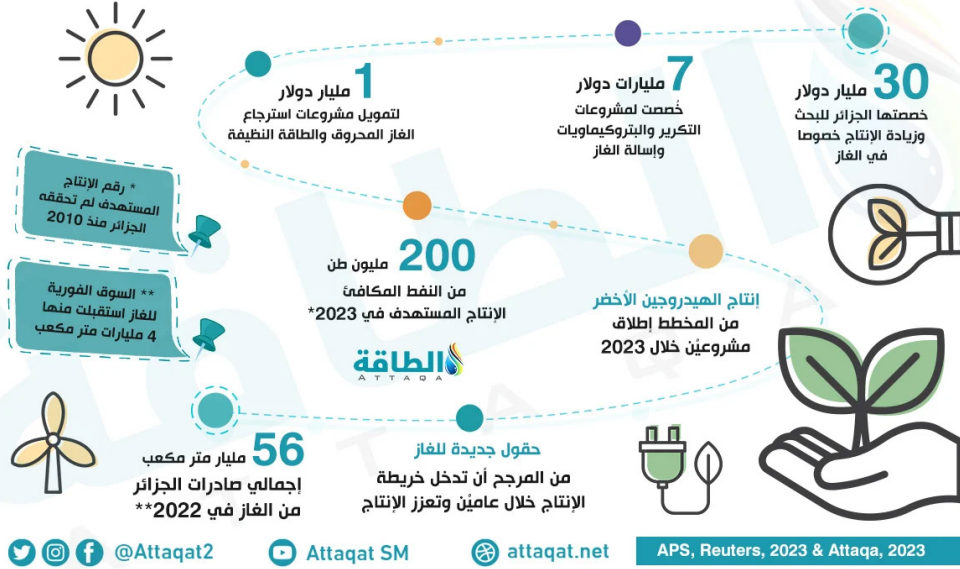 30 مليار دولار
خصصتها الجزائر للبحث
وزيادة الإنتاج خصوصا
في الغاز
7 مليارات دولار
خُصصت لمشروعات
التكرير والبتروكيماويات
وإسالة الغاز
1 مليار دولار
لتمويل مشروعات استرجاع
الغاز المحروق والطاقة النظيفة
* رقم الإنتاج
المستهدف لم تحققه
الجزائر منذ 2010
200 مليون طن
من النفط المكافئ
الإنتاج المستهدف في 2023*
إنتاج الهيدروجين الأخضر
من المخطط إطلاق
مشروعيْن خلال 2023
** السوق الفورية
للغاز استقبلت منها
4 مليارات متر مكعب
الطاقة
ATTAQA
حقول جديدة للغاز
من المرجح أن تدخل خريطة
الإنتاج خلال عاميْن وتعزز الإنتاج
56 مليار متر مكعب
إجمالي صادرات الجزائر
من الغاز في 2022**
@Attaqat2
Attaqat SM
attaqat.net
APS, Reuters, 2023 & Attaqa, 2023